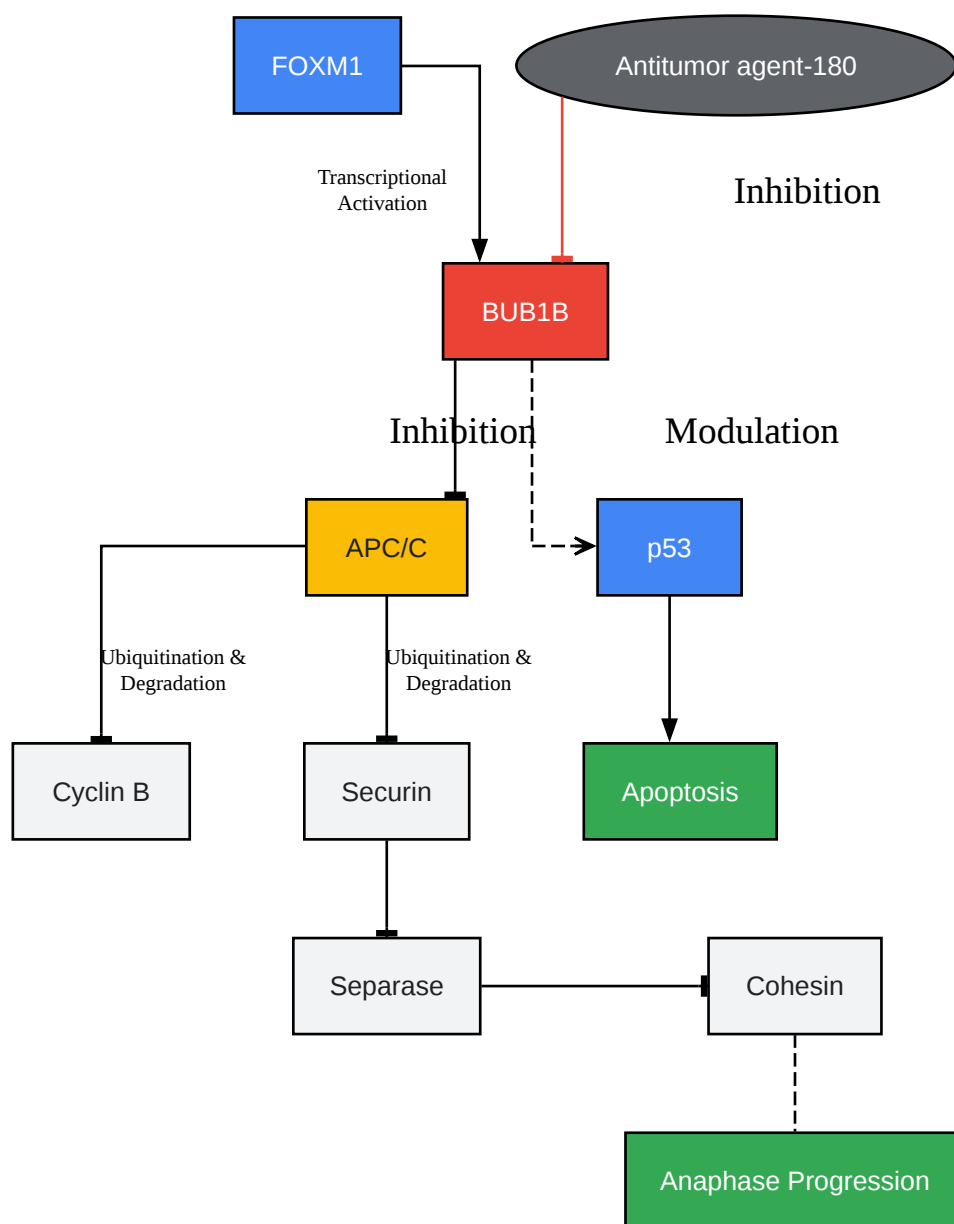 FOXM1
Antitumor agent-180
Transcriptional
Activation
Inhibition
BUB1B
Inhibition
Modulation
APC/C
p53
Ubiquitination &
Degradation
Ubiquitination &
Degradation
Cyclin B
Securin
Apoptosis
Separase
Cohesin
Anaphase Progression